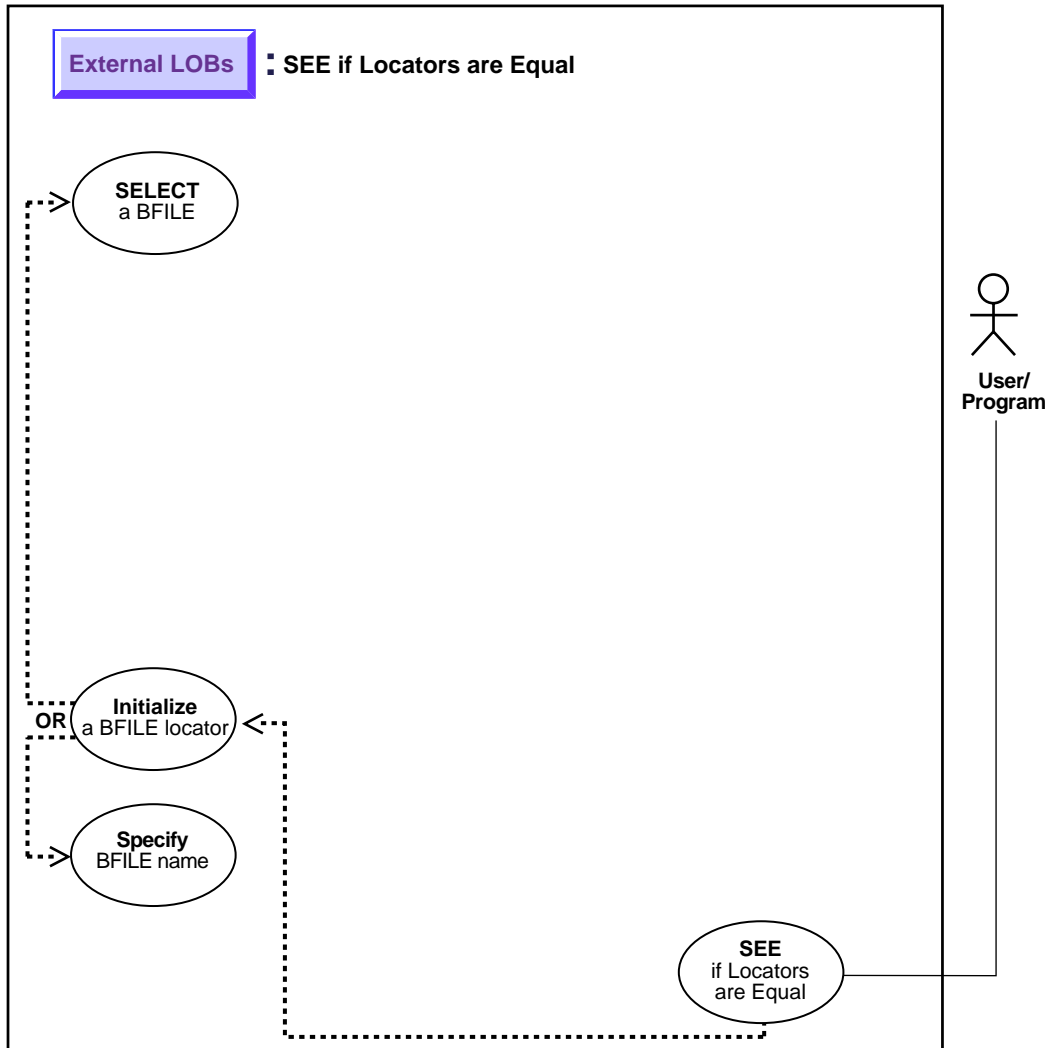 External LOBs : SEE if Locators are Equal
SELECT
a BFILE
User/
Program
Initialize
OR a BFILE locator
Specify
BFILE name
SEE
if Locators
are Equal